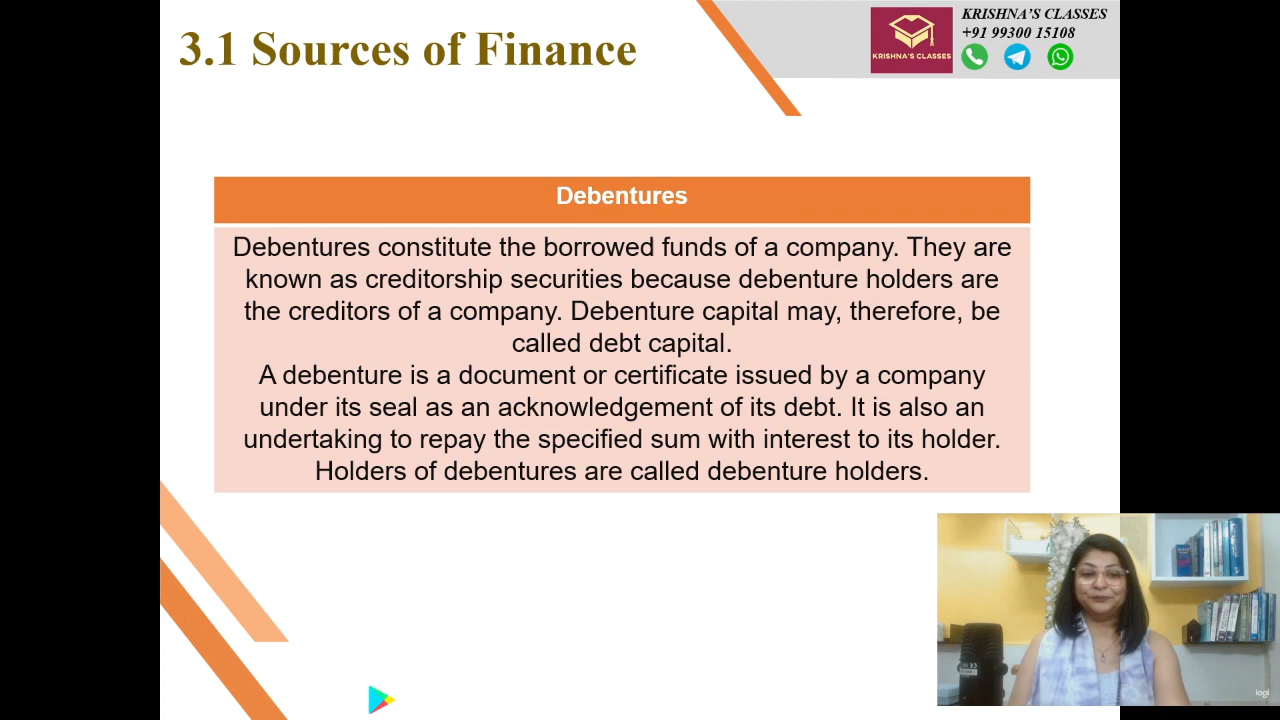 3.1 Sources of Finance
KRISHNA'S CLASSES
KRISHNA'S CLASSES
+91 99300 15108
Debentures
Debentures constitute the borrowed funds of a company. They are
known as creditorship securities because debenture holders are
the creditors of a company. Debenture capital may, therefore, be
called debt capital.
A debenture is a document or certificate issued by a company
under its seal as an acknowledgement of its debt. It is also an
undertaking to repay the specified sum with interest to its holder.
Holders of debentures are called debenture holders.
logi